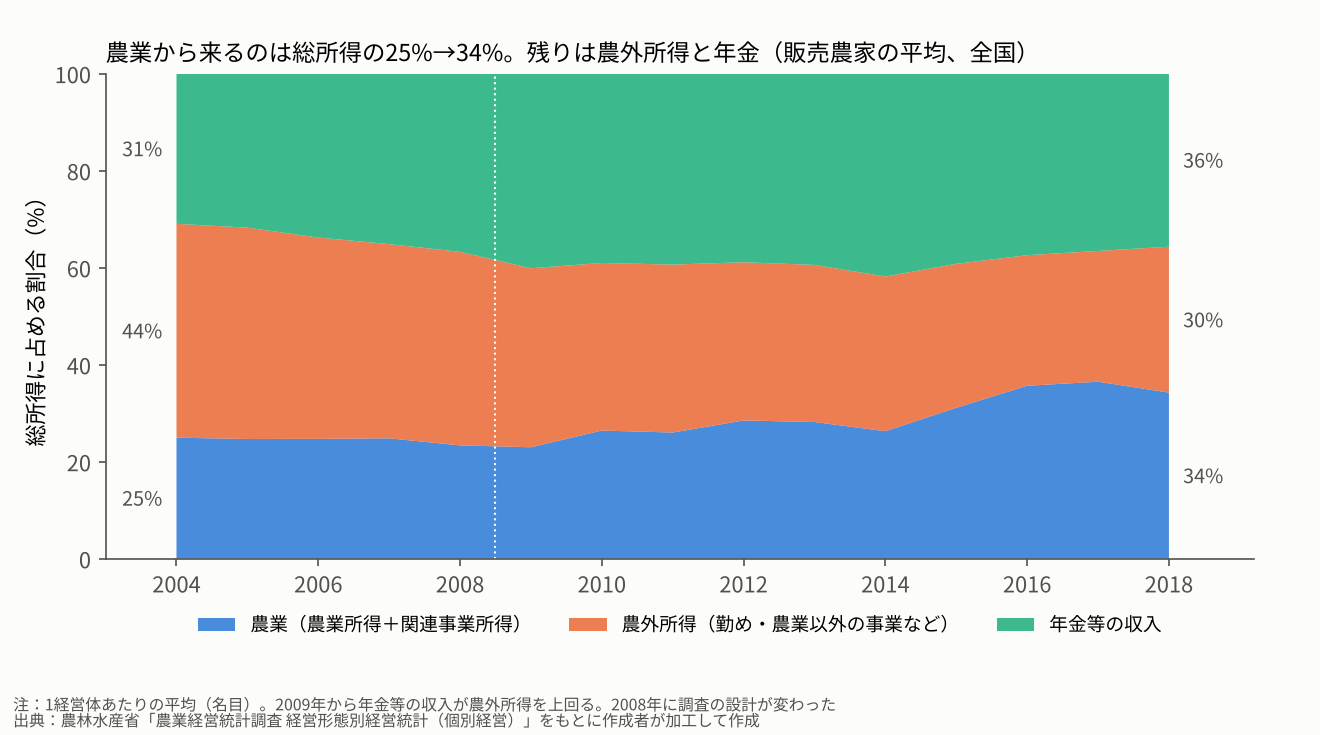 農業から来るのは総所得の25%→34%。残りは農外所得と年金（販売農家の平均、全国）
総所得に占める割合（%）
100
80
60
40
20
0
31%
44%
25%
36%
30%
34%
2004 2006 2008 2010 2012 2014 2016 2018
農業（農業所得＋関連事業所得） 農外所得（勤め・農業以外の事業など） 年金等の収入
注：1経営体あたりの平均（名目）。2009年から年金等の収入が農外所得を上回る。2008年に調査の設計が変わった
出典：農林水産省「農業経営統計調査 経営形態別経営統計（個別経営）」をもとに作成者が加工して作成